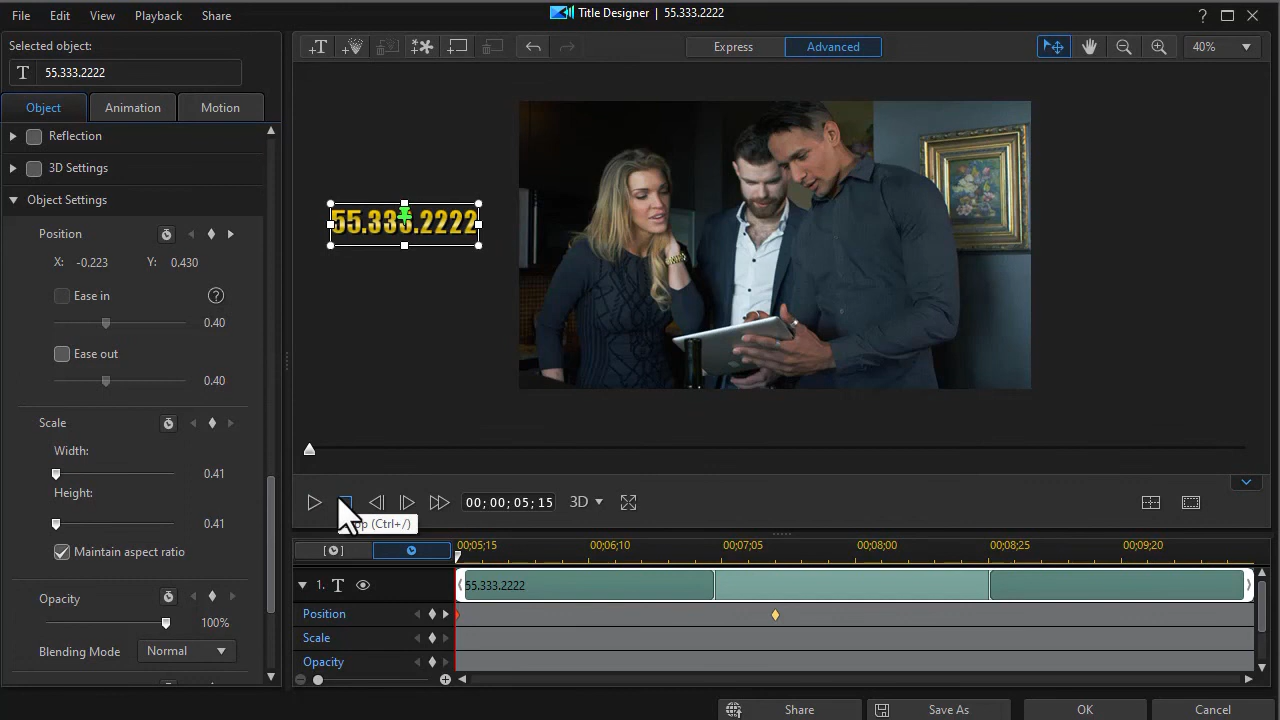 File Edit View Playback Share
Title Designer | 55.333.2222
?
Selected object:
T 55.333.2222
Express Advanced
40%
Object Animation Motion
Reflection
3D Settings
Object Settings
Position
X: -0.223 Y: 0.430
Ease in ?
0.40
Ease out
0.40
Scale
Width:
0.41
Height:
0.41
Maintain aspect ratio
Opacity
100%
Blending Mode Normal
55.333.2222
00; 00; 05; 15 3D
(Ctrl+/)
00;05;15 00;06;10 00;07;05 00;08;00 00;08;25 00;09;20
1. T 55.333.2222
Position
Scale
Opacity
Share Save As OK Cancel